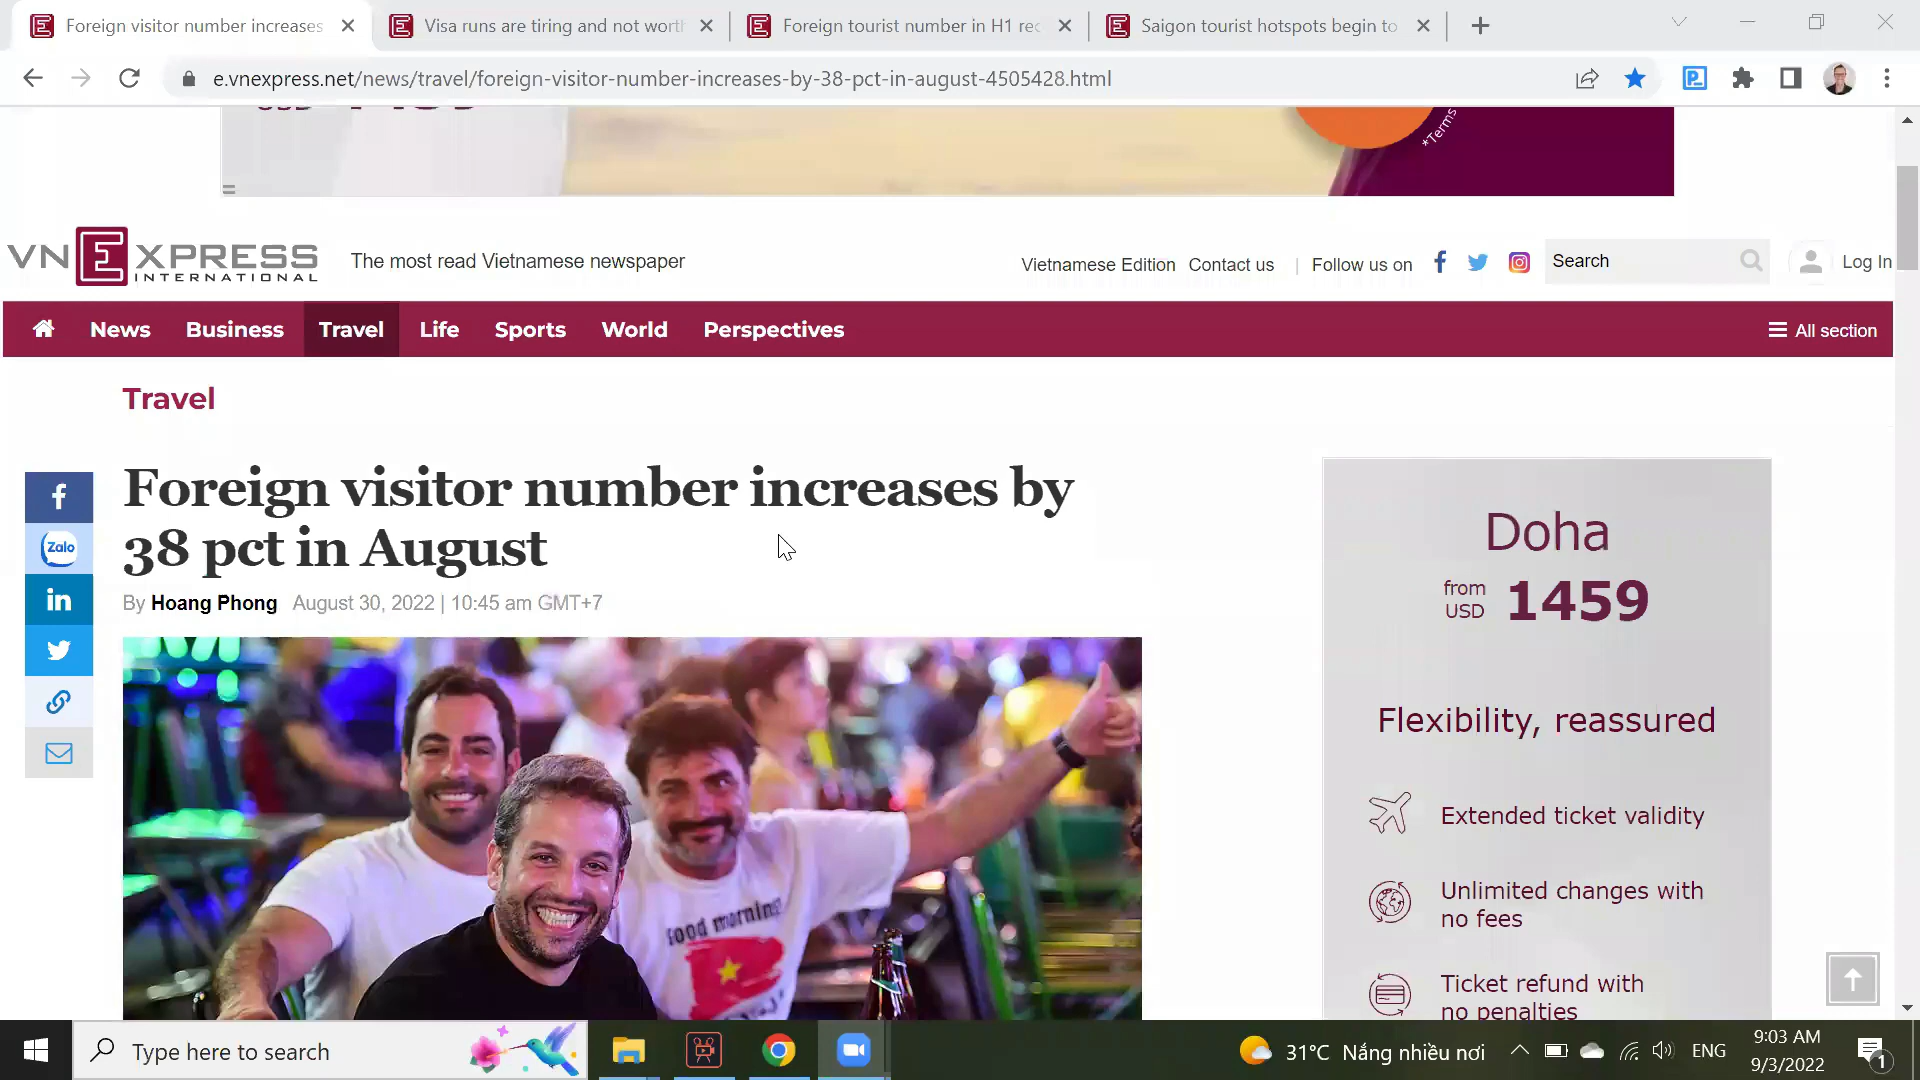 Foreign visitor number increases
Visa runs are tiring and not worth
Foreign tourist number in H1 rec
Saigon tourist hotspots begin to
e.vnexpress.net/news/travel/foreign-visitor-number-increases-by-38-pct-in-august-4505428.html
*Terms
VNEXPRESS
INTERNATIONAL
The most read Vietnamese newspaper
Vietnamese Edition Contact us | Follow us on
Search
Log In
News Business Travel Life Sports World Perspectives
All section
Travel
Foreign visitor number increases by
38 pct in August
By Hoang Phong August 30, 2022 | 10:45 am GMT+7
Zalo
Doha
from
USD 1459
Flexibility, reassured
Extended ticket validity
Unlimited changes with
no fees
Ticket refund with
no penalties
Type here to search
31°C Nắng nhiều nơi
ENG
9:03 AM
9/3/2022
1